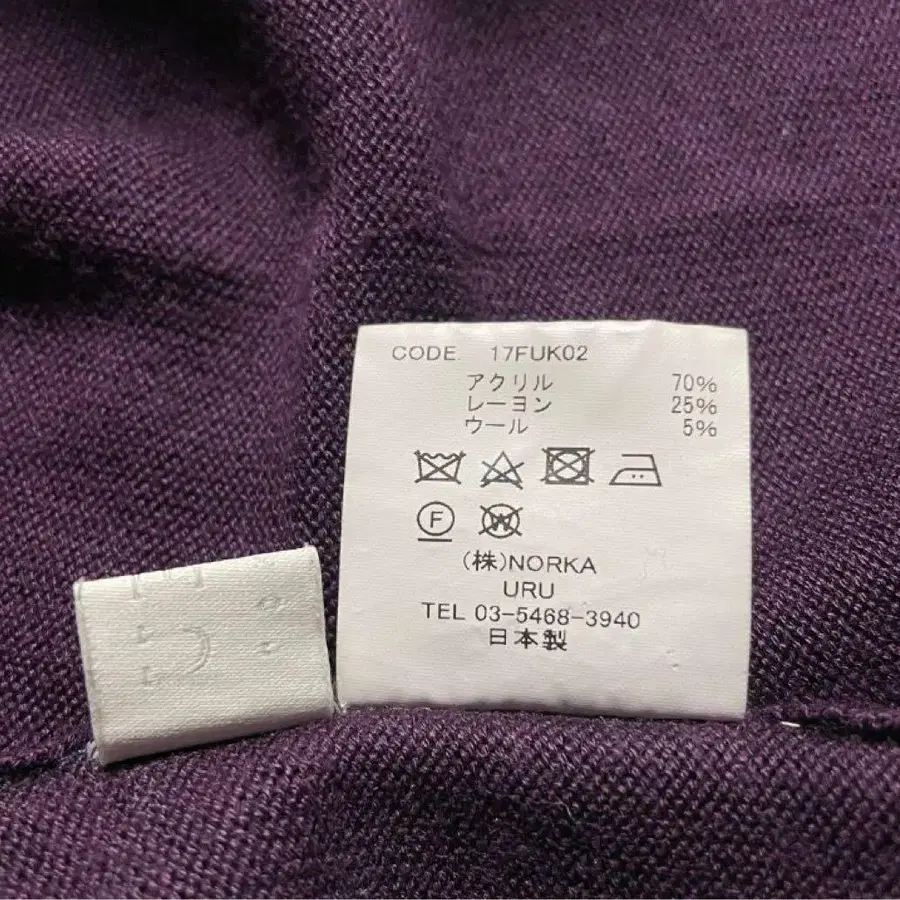 CODE. 17FUK02
アクリル 70%
レーヨン 25%
ウール 5%
F W
(株)NORKA
URU
TEL 03-5468-3940
日本製